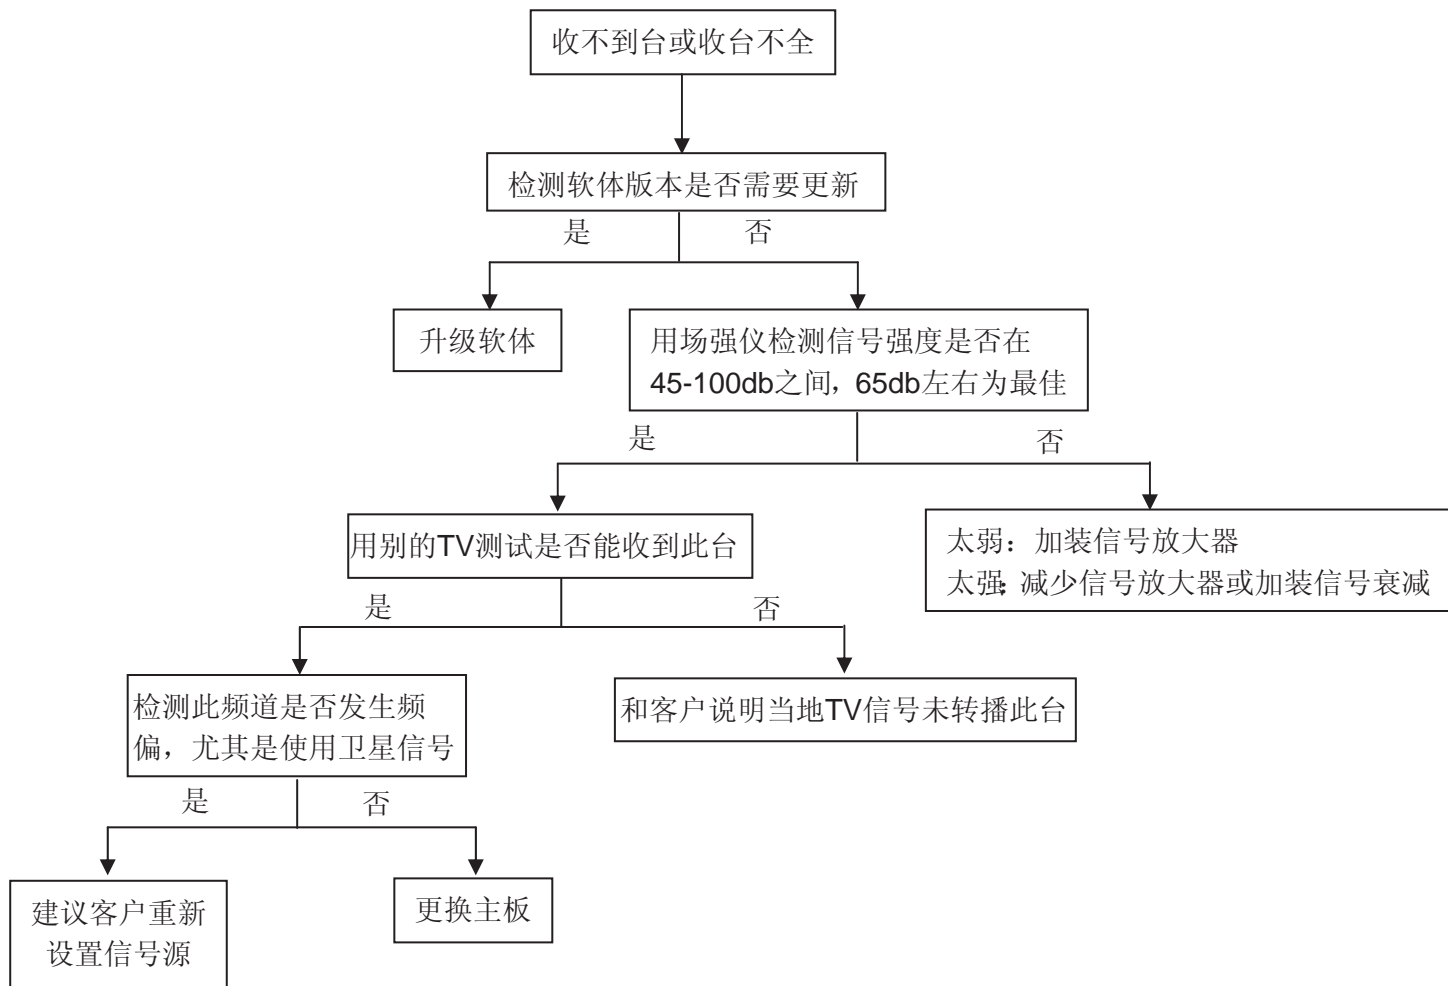 收不到台或收台不全
检测软体版本是否需要更新
是
否
升级软体
用场强仪检测信号强度是否在
45-100db之间，65db左右为最佳
是
否
用别的TV测试是否能收到此台
太弱：加装信号放大器
太强：减少信号放大器或加装信号衰减
是
否
检测此频道是否发生频
偏，尤其是使用卫星信号
和客户说明当地TV信号未转播此台
是
否
建议客户重新
设置信号源
更换主板